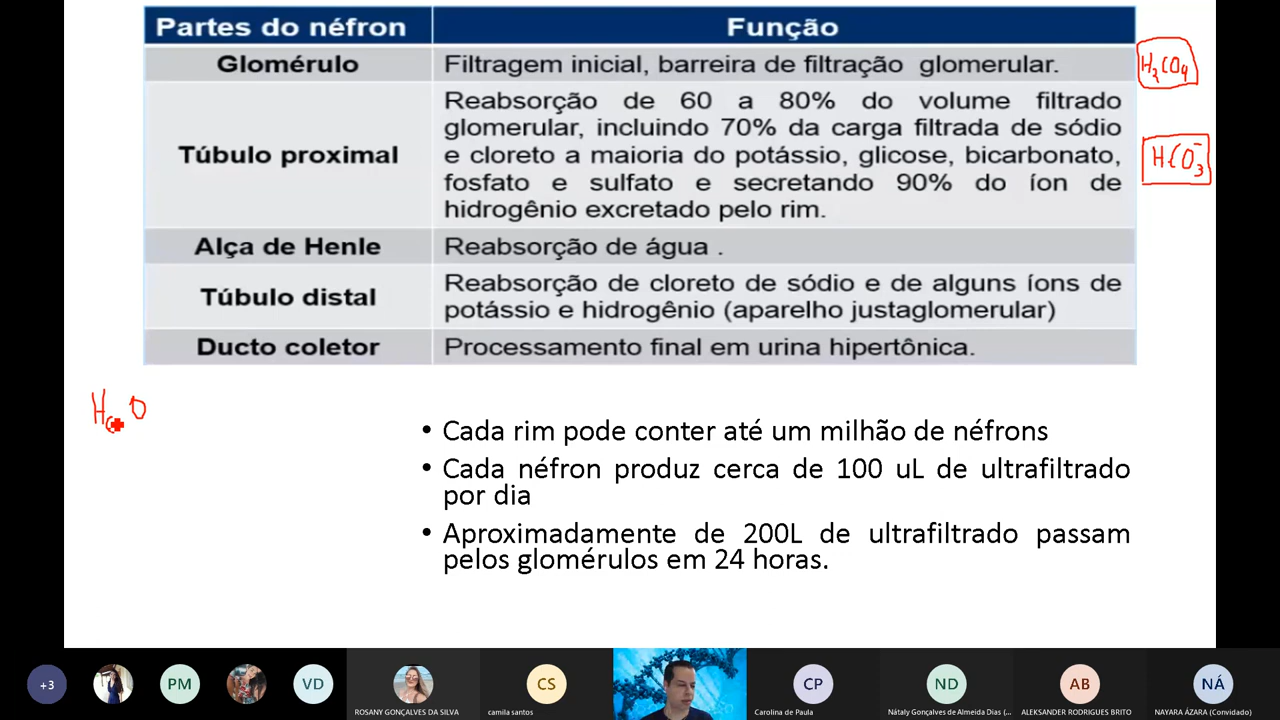 Partes do néfron Função
Glomérulo Filtragem inicial, barreira de filtração glomerular.
H2CO4
Túbulo proximal
Reabsorção de 60 a 80% do volume filtrado
glomerular, incluindo 70% da carga filtrada de sódio
e cloreto a maioria do potássio, glicose, bicarbonato,
fosfato e sulfato e secretando 90% do íon de
hidrogênio excretado pelo rim.
HCO3-
Alça de Henle Reabsorção de água .
Túbulo distal
Reabsorção de cloreto de sódio e de alguns íons de
potássio e hidrogênio (aparelho justaglomerular)
Ducto coletor Processamento final em urina hipertônica.
• Cada rim pode conter até um milhão de néfrons
• Cada néfron produz cerca de 100 uL de ultrafiltrado
por dia
• Aproximadamente de 200L de ultrafiltrado passam
pelos glomérulos em 24 horas.
+3
PM
VD
ROSANY GONÇALVES DA SILVA
CS
camila santos
CP
Carolina de Paula
ND
Nátaly Gonçalves de Almeida Dias (...
AB
ALEKSANDER RODRIGUES BRITO
NÁ
NAYARA ÁZARA (Convidado)